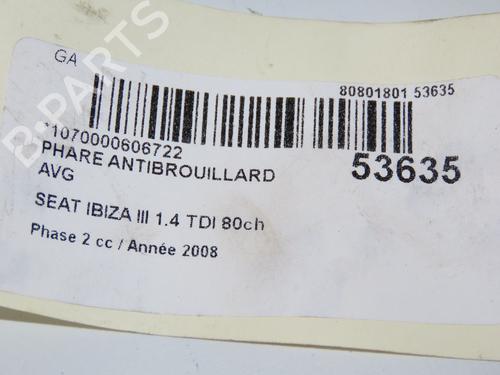 GA
80801801 53635
*1070000606722
PHARE ANTIBROUILLARD
AVG
53635
SEAT IBIZA III 1.4 TDI 80ch
Phase 2 cc / Année 2008
B-PARTS